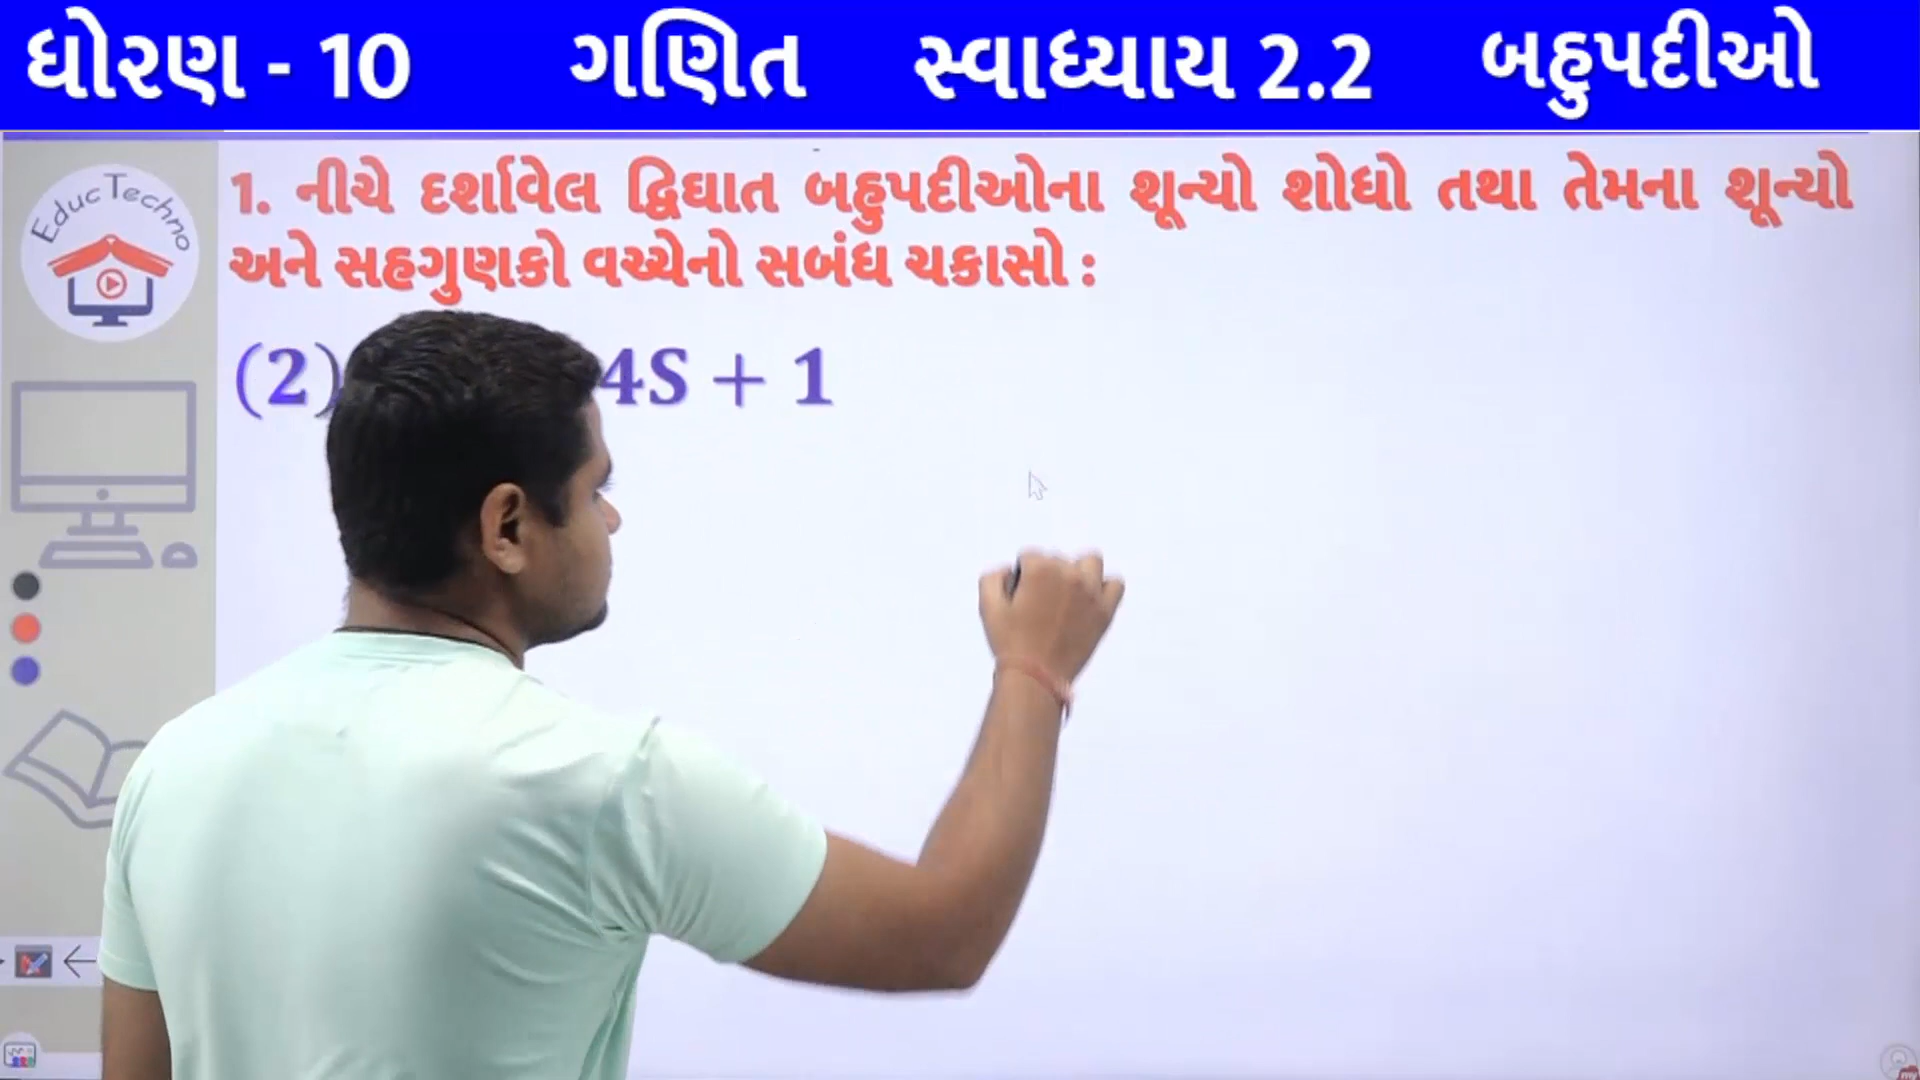 ધોરણ - 10 ગણિત સ્વાધ્યાય 2.2 બહુપદીઓ
EducTechno
1. નીચે દર્શાવેલ દ્વિઘાત બહુપદીઓના શૂન્યો શોધો તથા તેમના શૂન્યો
અને સહગુણકો વચ્ચેનો સબંધ ચકાસો :
(2) 4S + 1